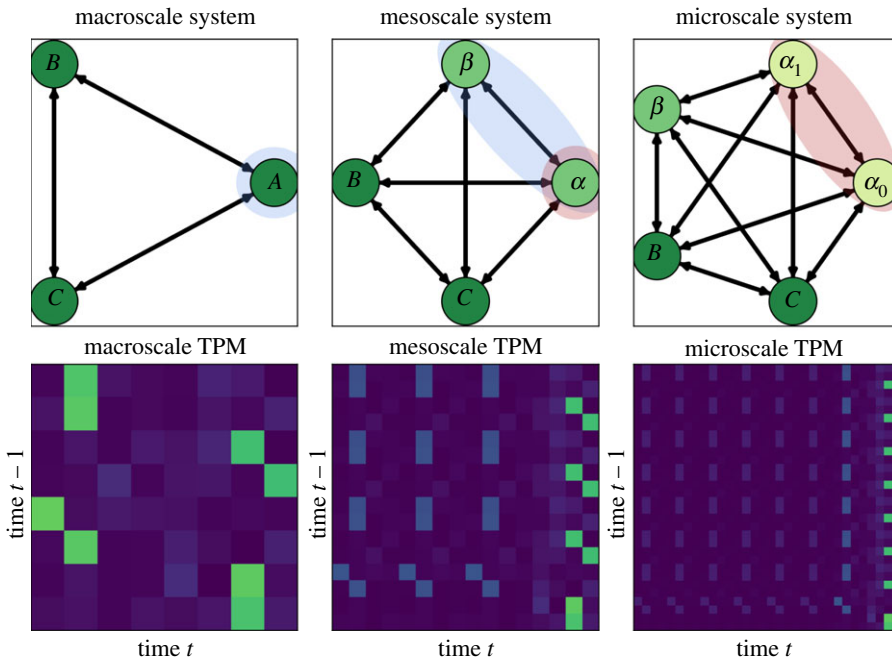 macroscale system
mesoscale system
microscale system
B
A
C
β
B
α
C
α1
β
α0
B
C
macroscale TPM
mesoscale TPM
microscale TPM
time t – 1
time t – 1
time t – 1
time t
time t
time t